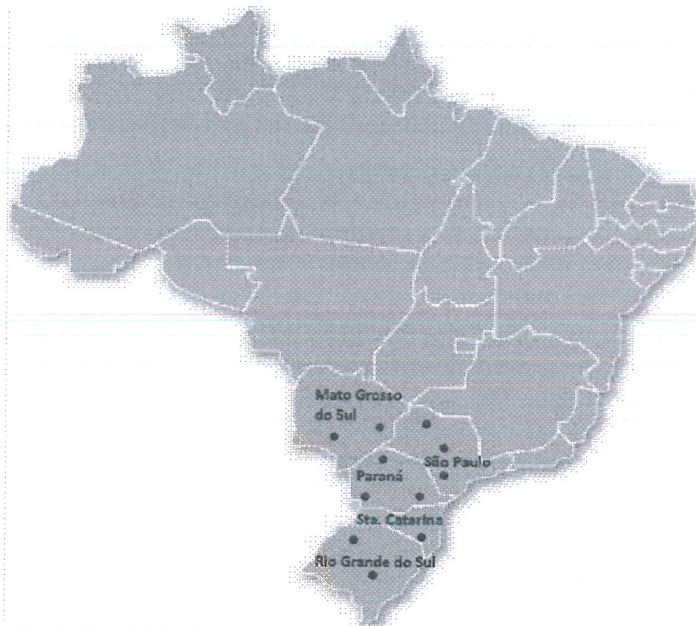 Mato Grosso
do Sul
São Paulo
Paraná
Sta. Catarina
Rio Grande do Sul